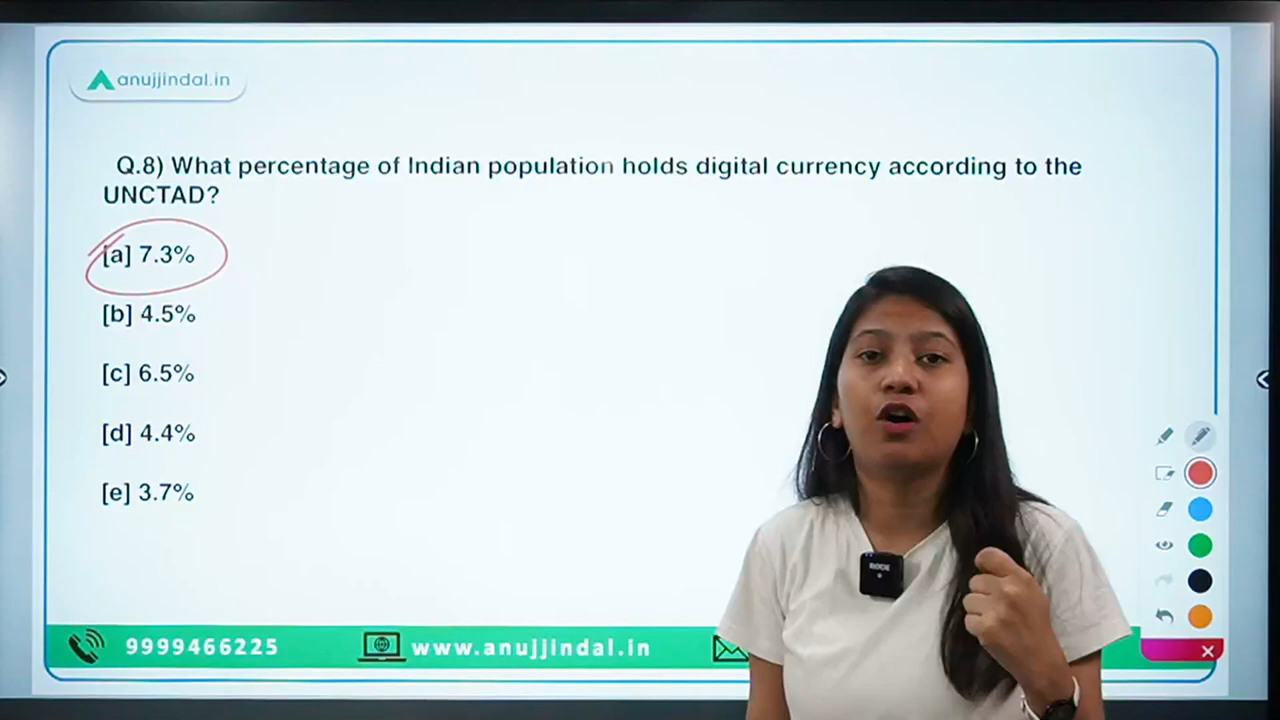 anujjindal.in
Q.8) What percentage of Indian population holds digital currency according to the
UNCTAD?
[a] 7.3%
[b] 4.5%
[c] 6.5%
[d] 4.4%
[e] 3.7%
RODE
9999466225
www.anujjindal.in